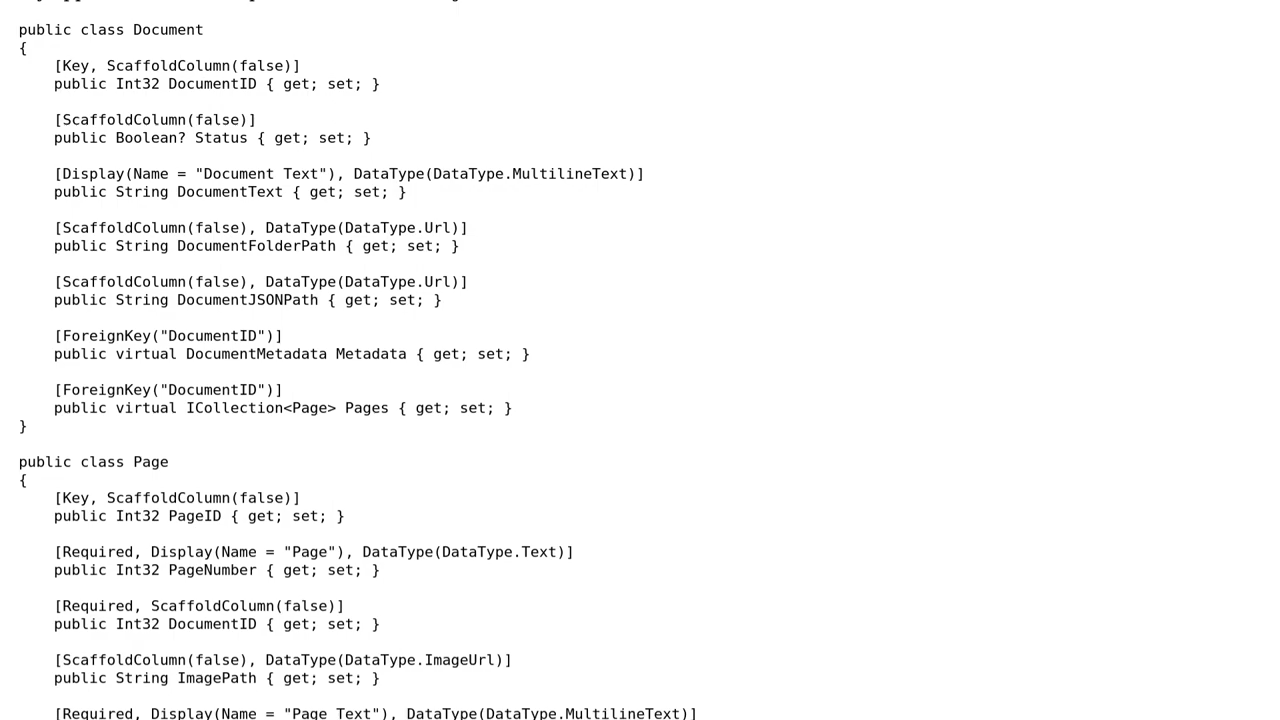 public class Document
{
    [Key, ScaffoldColumn(false)]
    public Int32 DocumentID { get; set; }

    [ScaffoldColumn(false)]
    public Boolean? Status { get; set; }

    [Display(Name = "Document Text"), DataType(DataType.MultilineText)]
    public String DocumentText { get; set; }

    [ScaffoldColumn(false), DataType(DataType.Url)]
    public String DocumentFolderPath { get; set; }

    [ScaffoldColumn(false), DataType(DataType.Url)]
    public String DocumentJSONPath { get; set; }

    [ForeignKey("DocumentID")]
    public virtual DocumentMetadata Metadata { get; set; }

    [ForeignKey("DocumentID")]
    public virtual ICollection<Page> Pages { get; set; }
}

public class Page
{
    [Key, ScaffoldColumn(false)]
    public Int32 PageID { get; set; }

    [Required, Display(Name = "Page"), DataType(DataType.Text)]
    public Int32 PageNumber { get; set; }

    [Required, ScaffoldColumn(false)]
    public Int32 DocumentID { get; set; }

    [ScaffoldColumn(false), DataType(DataType.ImageUrl)]
    public String ImagePath { get; set; }

    [Required, Display(Name = "Page Text"), DataType(DataType.MultilineText)]